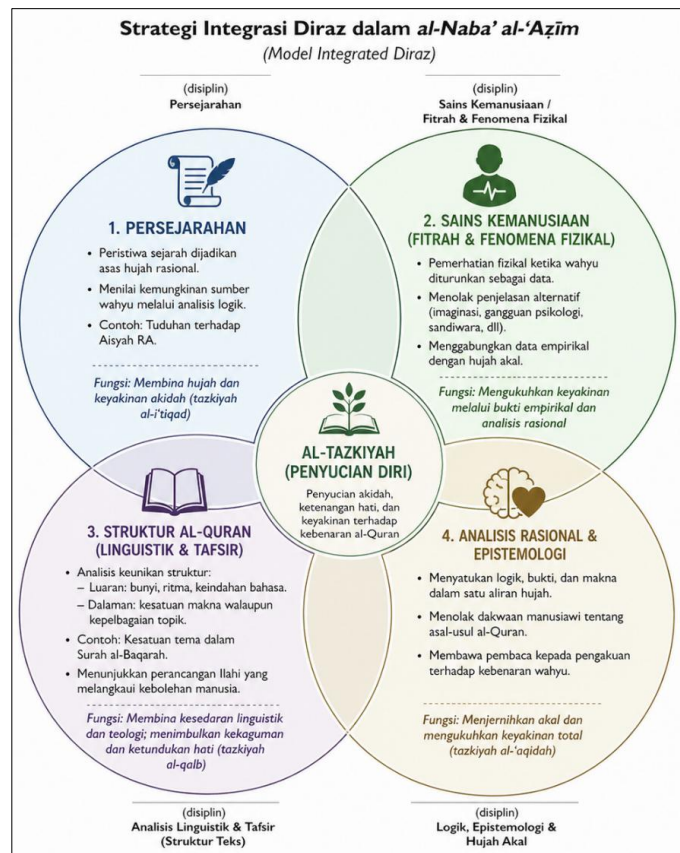 Strategi Integrasi Diraz dalam al-Naba’ al-‘Aẓīm
(Model Integrated Diraz)
(disiplin)
Persejarahan
(disiplin)
Sains Kemanusiaan /
Fitrah & Fenomena Fizikal
1. PERSEJARAHAN
• Peristiwa sejarah dijadikan
asas hujah rasional.
• Menilai kemungkinan sumber
wahyu melalui analisis logik.
• Contoh: Tuduhan terhadap
Aisyah RA.
Fungsi: Membina hujah dan
keyakinan akidah (tazkiyah
al-i‘tiqad)
2. SAINS KEMANUSIAAN
(FITRAH & FENOMENA FIZIKAL)
• Pemerhatian fizikal ketika wahyu
diturunkan sebagai data.
• Menolak penjelasan alternatif
(imaginasi, gangguan psikologi,
sandiwara, dll).
• Menggabungkan data empirikal
dengan hujah akal.
Fungsi: Mengukuhkan keyakinan
melalui bukti empirikal dan
analisis rasional
AL-TAZKIYAH
(PENYUCIAN DIRI)
Penyucian akidah,
ketenangan hati, dan
keyakinan terhadap
kebenaran al-Quran
3. STRUKTUR AL-QURAN
(LINGUISTIK & TAFSIR)
• Analisis keunikan struktur:
– Luaran: bunyi, ritma, keindahan bahasa.
– Dalaman: kesatuan makna walaupun
kepelbagaian topik.
• Contoh: Kesatuan tema dalam
Surah al-Baqarah.
• Menunjukkan perancangan Ilahi yang
melangkaui kebolehan manusia.
Fungsi: Membina kesedaran linguistik
dan teologi; menimbulkan kekaguman
dan ketundukan hati (tazkiyah
al-qalb)
4. ANALISIS RASIONAL &
EPISTEMOLOGI
• Menyatukan logik, bukti, dan makna
dalam satu aliran hujah.
• Menolak dakwaan manusiawi tentang
asal-usul al-Quran.
• Membawa pembaca kepada pengakuan
terhadap kebenaran wahyu.
Fungsi: Menjernihkan akal dan
mengukuhkan keyakinan total
(tazkiyah al-‘aqidah)
(disiplin)
Analisis Linguistik & Tafsir
(Struktur Teks)
(disiplin)
Logik, Epistemologi &
Hujah Akal